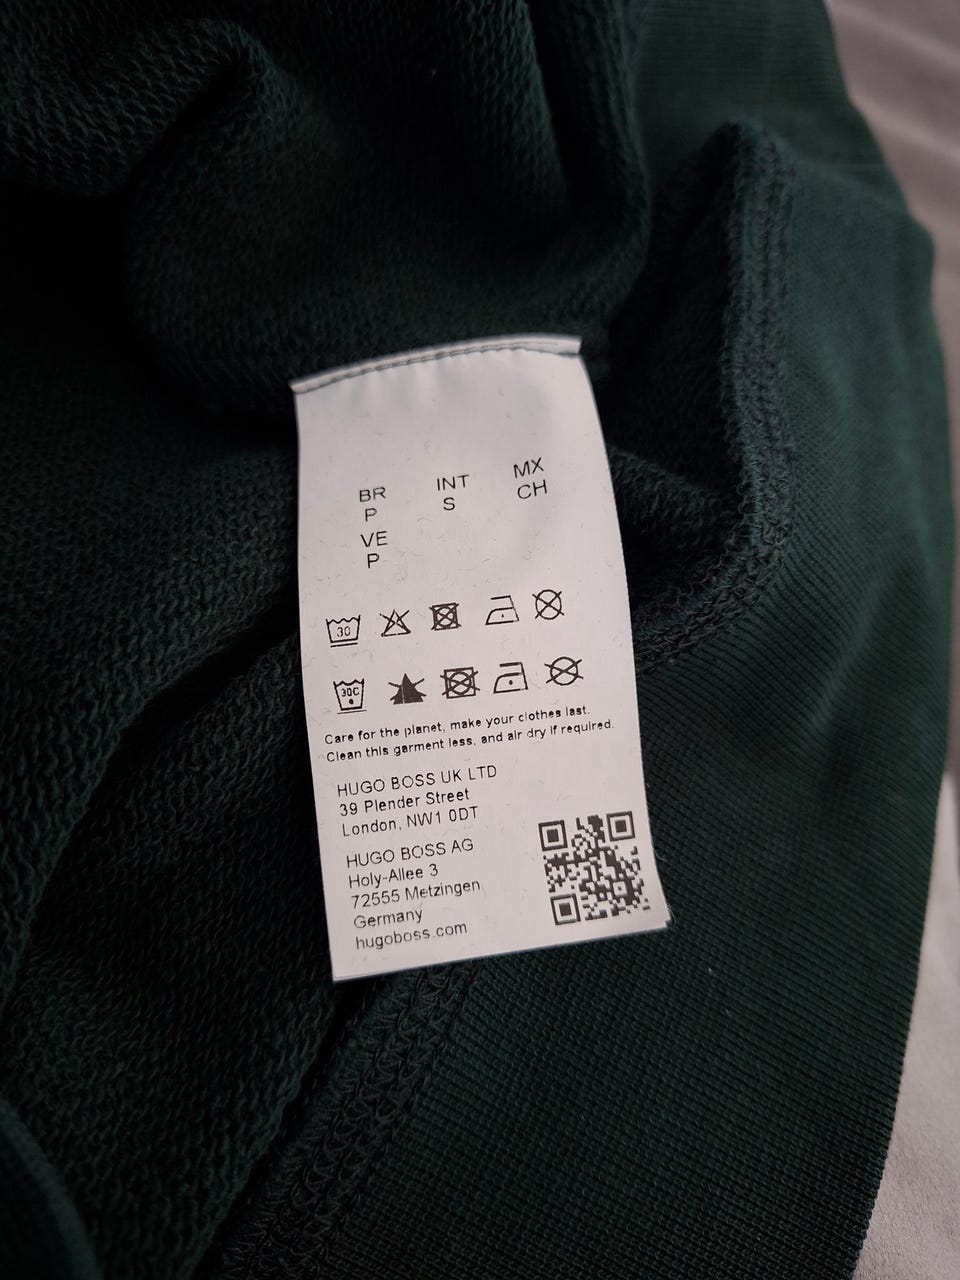 BR INT MX
P S CH
VE
P
30
30C
Care for the planet, make your clothes last.
Clean this garment less, and air dry if required.
HUGO BOSS UK LTD
39 Plender Street
London, NW1 0DT
HUGO BOSS AG
Holy-Allee 3
72555 Metzingen
Germany
hugoboss.com